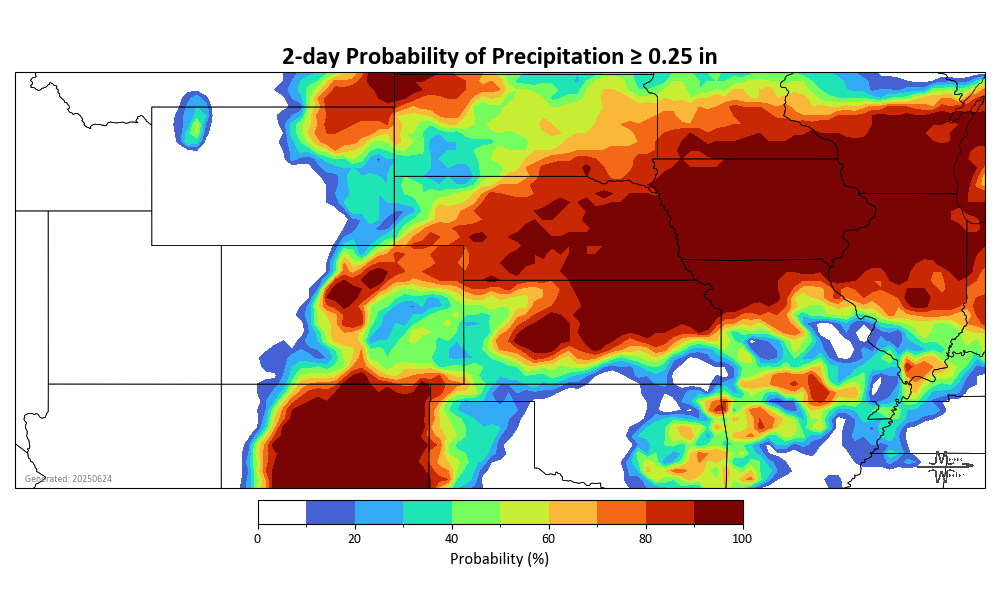 2-day Probability of Precipitation ≥ 0.25 in
Generated: 20250624
0 20 40 60 80 100
Probability (%)